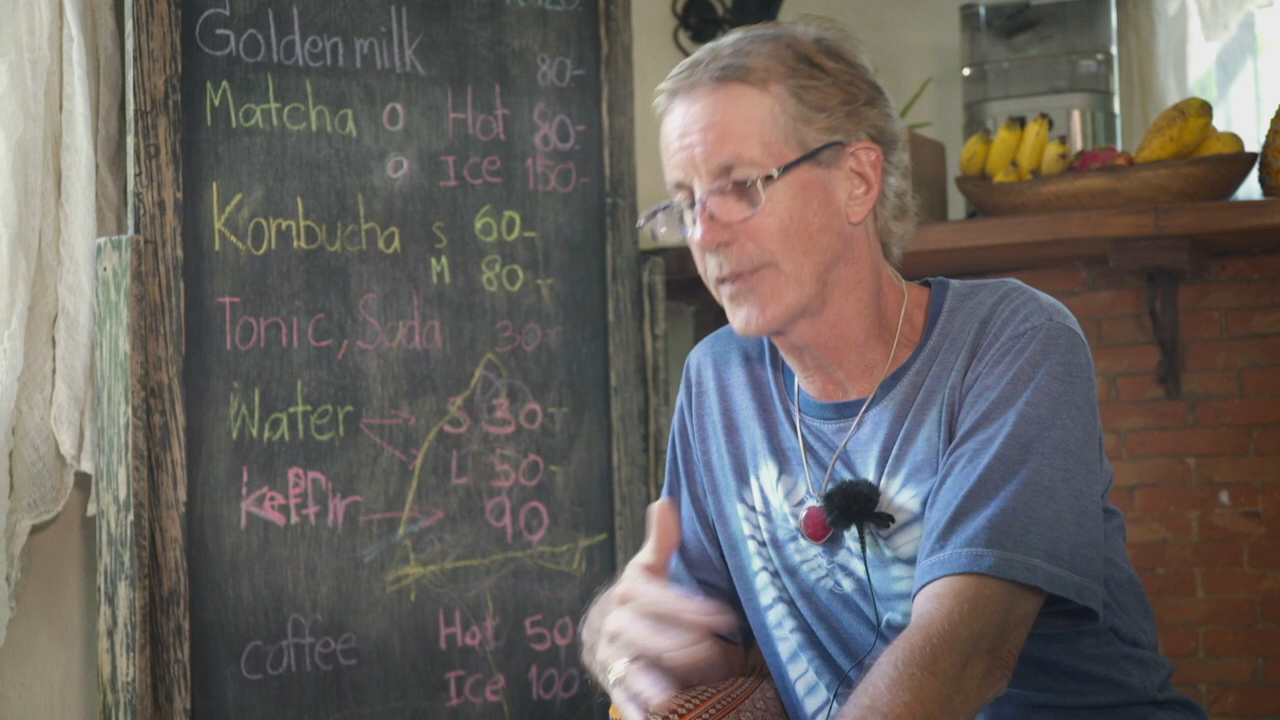 Golden milk 80-
Matcha o Hot 80-
o Ice 150-
Kombucha S 60-
M 80-
Tonic, Soda 30-
Water S 30-
L 50-
keffir 90
coffee Hot 50
Ice 100